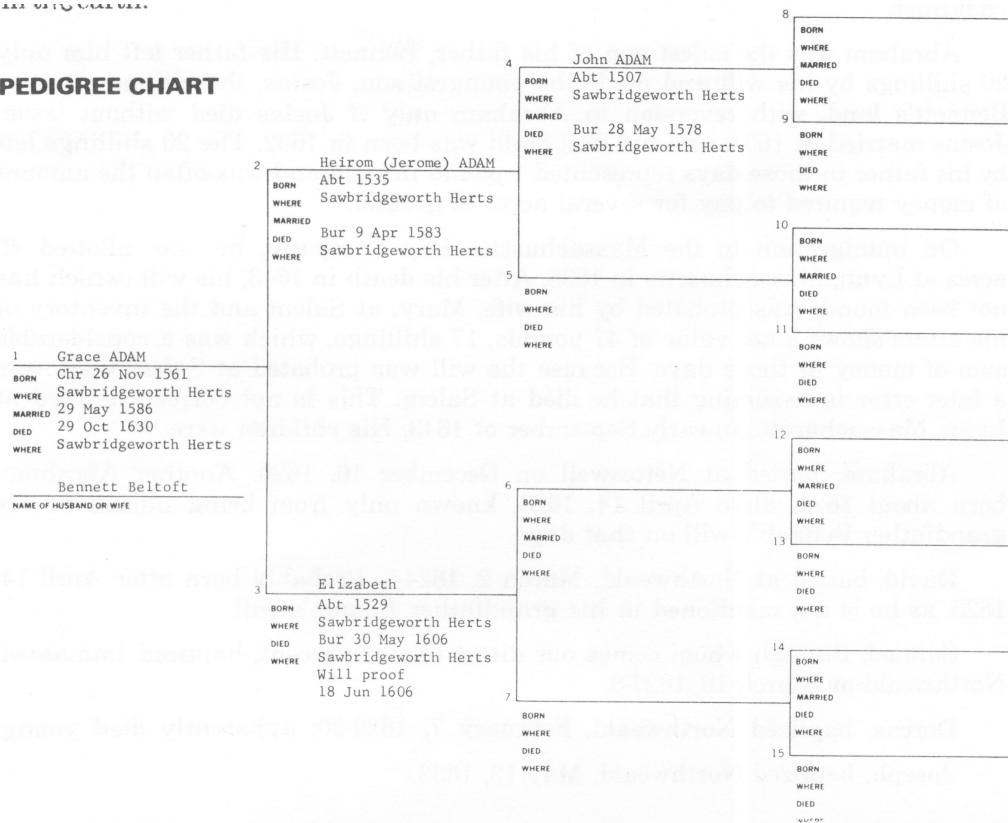 in the earth.
PEDIGREE CHART
1
Grace ADAM
BORN Chr 26 Nov 1561
WHERE Sawbridgeworth Herts
MARRIED 29 May 1586
DIED 29 Oct 1630
WHERE Sawbridgeworth Herts
Bennett Beltoft
NAME OF HUSBAND OR WIFE
2
Heirom (Jerome) ADAM
BORN Abt 1535
WHERE Sawbridgeworth Herts
MARRIED
DIED Bur 9 Apr 1583
WHERE Sawbridgeworth Herts
3
Elizabeth
BORN Abt 1529
WHERE Sawbridgeworth Herts
DIED Bur 30 May 1606
WHERE Sawbridgeworth Herts
Will proof
18 Jun 1606
4
John ADAM
BORN Abt 1507
WHERE Sawbridgeworth Herts
MARRIED
DIED Bur 28 May 1578
WHERE Sawbridgeworth Herts
5
BORN
WHERE
DIED
WHERE
6
BORN
WHERE
MARRIED
DIED
WHERE
7
BORN
WHERE
DIED
WHERE
8
BORN
WHERE
MARRIED
DIED
WHERE
9
BORN
WHERE
DIED
WHERE
10
BORN
WHERE
MARRIED
DIED
WHERE
11
BORN
WHERE
DIED
WHERE
12
BORN
WHERE
MARRIED
DIED
WHERE
13
BORN
WHERE
DIED
WHERE
14
BORN
WHERE
MARRIED
DIED
WHERE
15
BORN
WHERE
DIED
WHERE